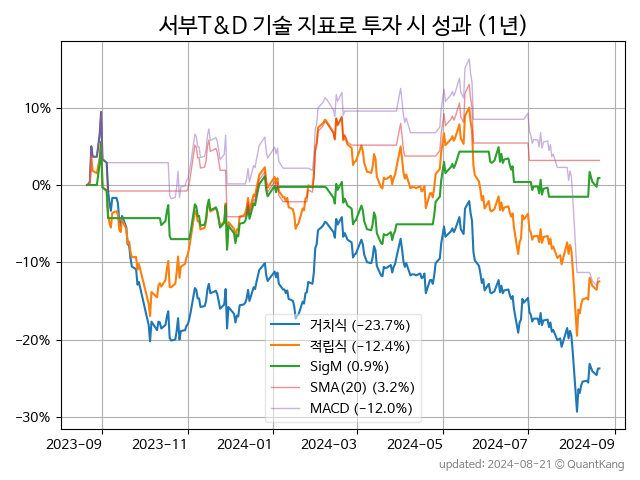 서부T&D 기술 지표로 투자 시 성과 (1년)
10%
0%
−10%
−20%
−30%
거치식 (−23.7%)
적립식 (−12.4%)
SigM (0.9%)
SMA(20) (3.2%)
MACD (−12.0%)
2023-09 2023-11 2024-01 2024-03 2024-05 2024-07 2024-09
updated: 2024-08-21 © QuantKang